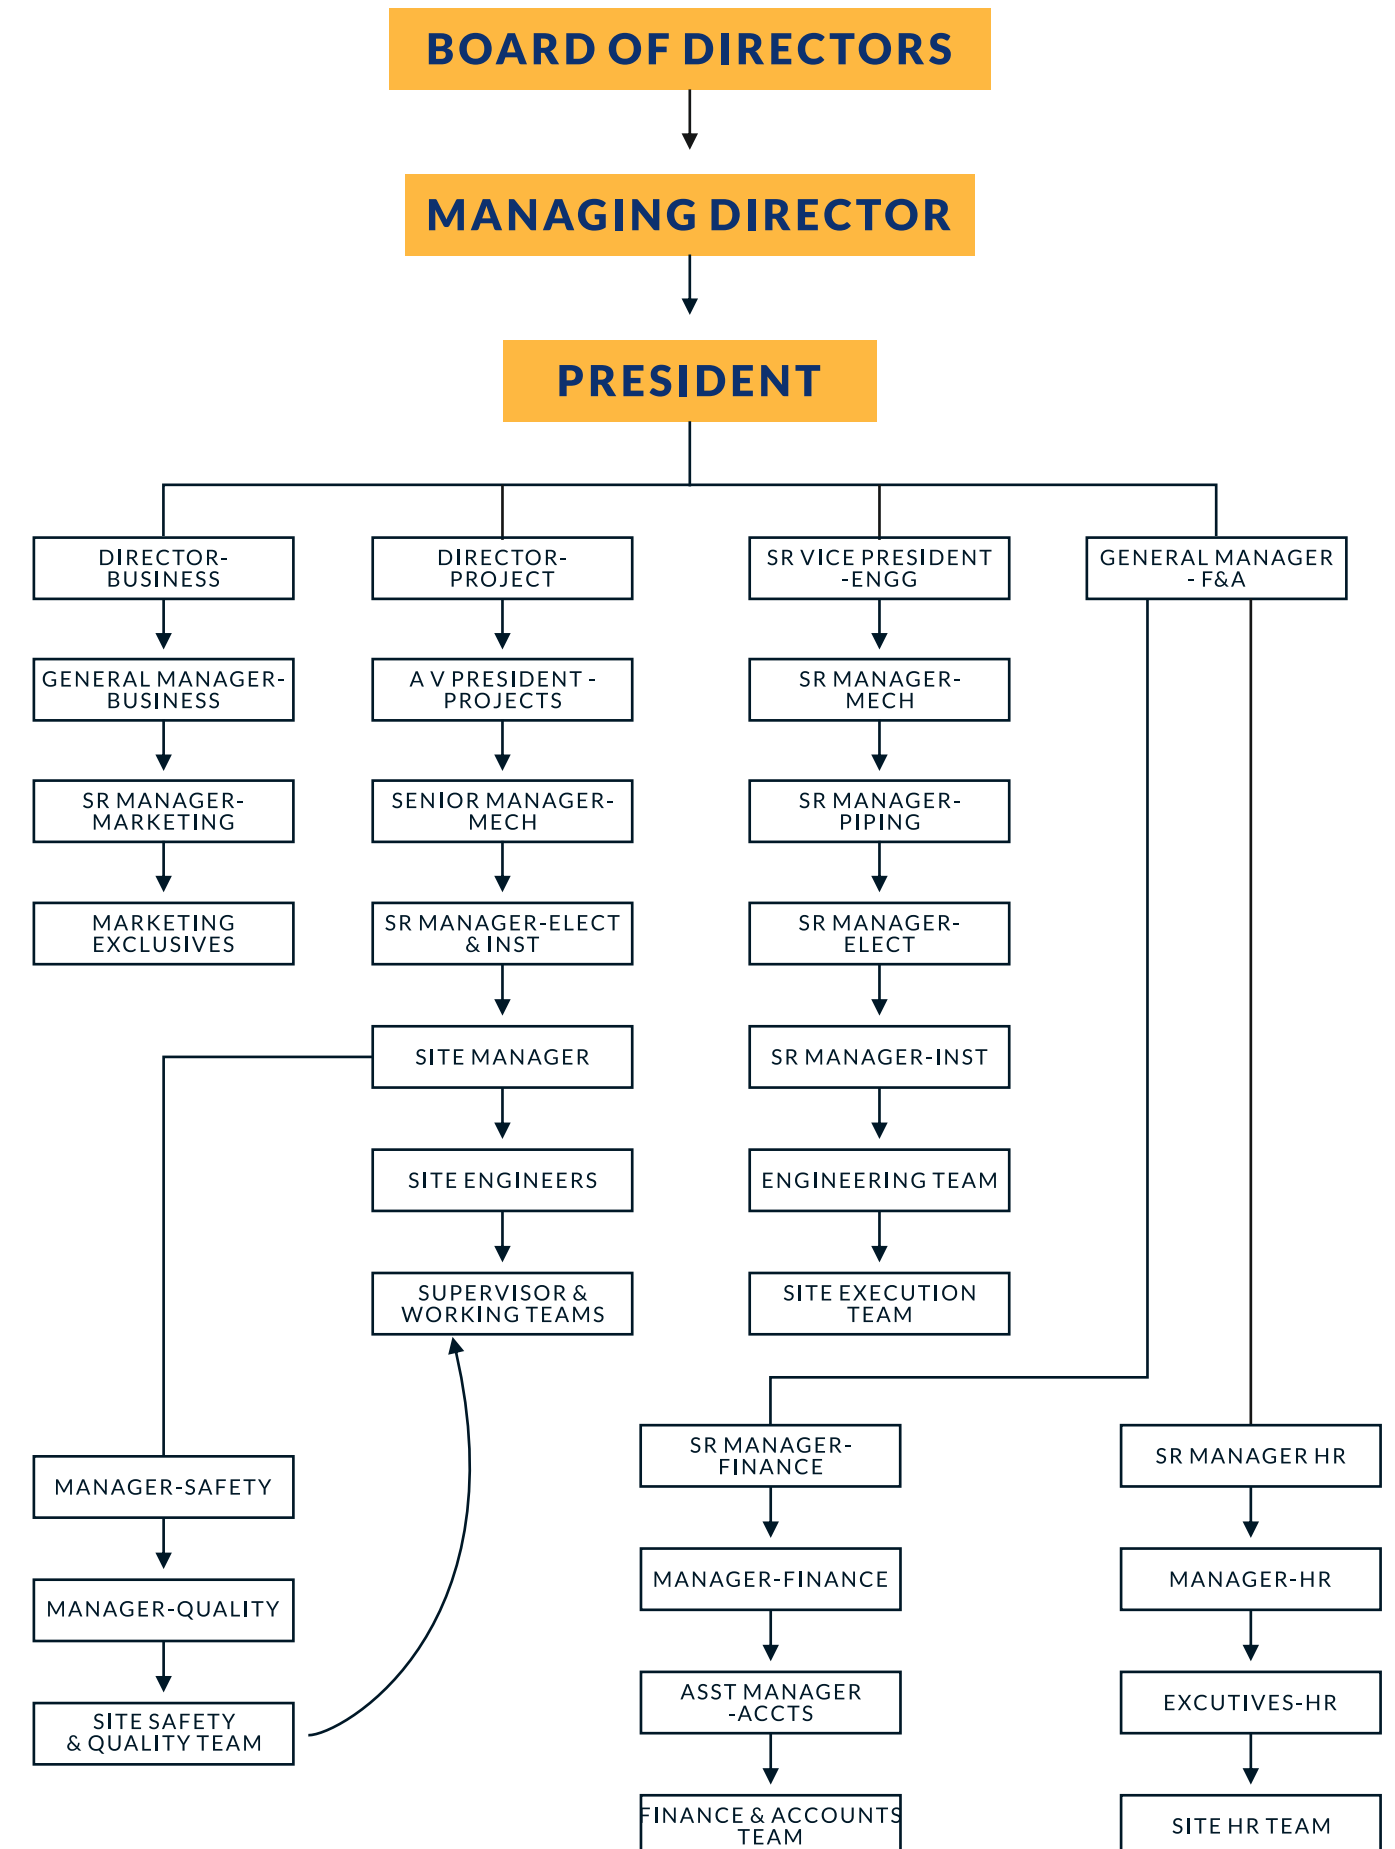 BOARD OF DIRECTORS
MANAGING DIRECTOR
PRESIDENT
DIRECTOR-
BUSINESS
GENERAL MANAGER-
BUSINESS
SR MANAGER-
MARKETING
MARKETING
EXCLUSIVES
DIRECTOR-
PROJECT
A V PRESIDENT -
PROJECTS
SENIOR MANAGER-
MECH
SR MANAGER-ELECT
& INST
SITE MANAGER
SITE ENGINEERS
SUPERVISOR &
WORKING TEAMS
MANAGER-SAFETY
MANAGER-QUALITY
SITE SAFETY
& QUALITY TEAM
SR VICE PRESIDENT
-ENGG
SR MANAGER-
MECH
SR MANAGER-
PIPING
SR MANAGER-
ELECT
SR MANAGER-INST
ENGINEERING TEAM
SITE EXECUTION
TEAM
GENERAL MANAGER
- F&A
SR MANAGER-
FINANCE
MANAGER-FINANCE
ASST MANAGER
-ACCTS
FINANCE & ACCOUNTS
TEAM
SR MANAGER HR
MANAGER-HR
EXCUTIVES-HR
SITE HR TEAM